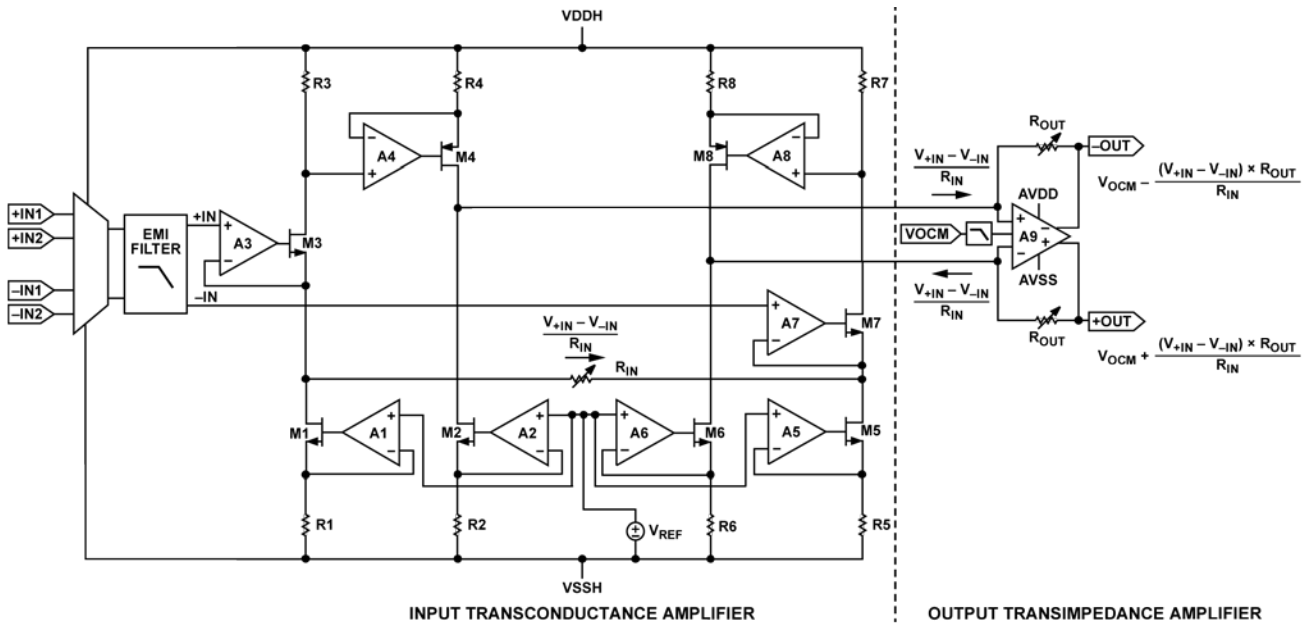 VDDH
R3
R4
R8
R7
A4
M4
M8
A8
+IN1
+IN2
–IN1
–IN2
EMI
FILTER
+IN
–IN
A3
M3
A7
M7
V+IN – V–IN
RIN
RIN
M1
A1
M2
A2
A6
M6
A5
M5
R1
R2
VREF
R6
R5
VSSH
INPUT TRANSCONDUCTANCE AMPLIFIER
ROUT
–OUT
V+IN – V–IN
RIN
VOCM – (V+IN – V–IN) × ROUT
RIN
AVDD
VOCM
A9
AVSS
V+IN – V–IN
RIN
ROUT
+OUT
VOCM + (V+IN – V–IN) × ROUT
RIN
OUTPUT TRANSIMPEDANCE AMPLIFIER